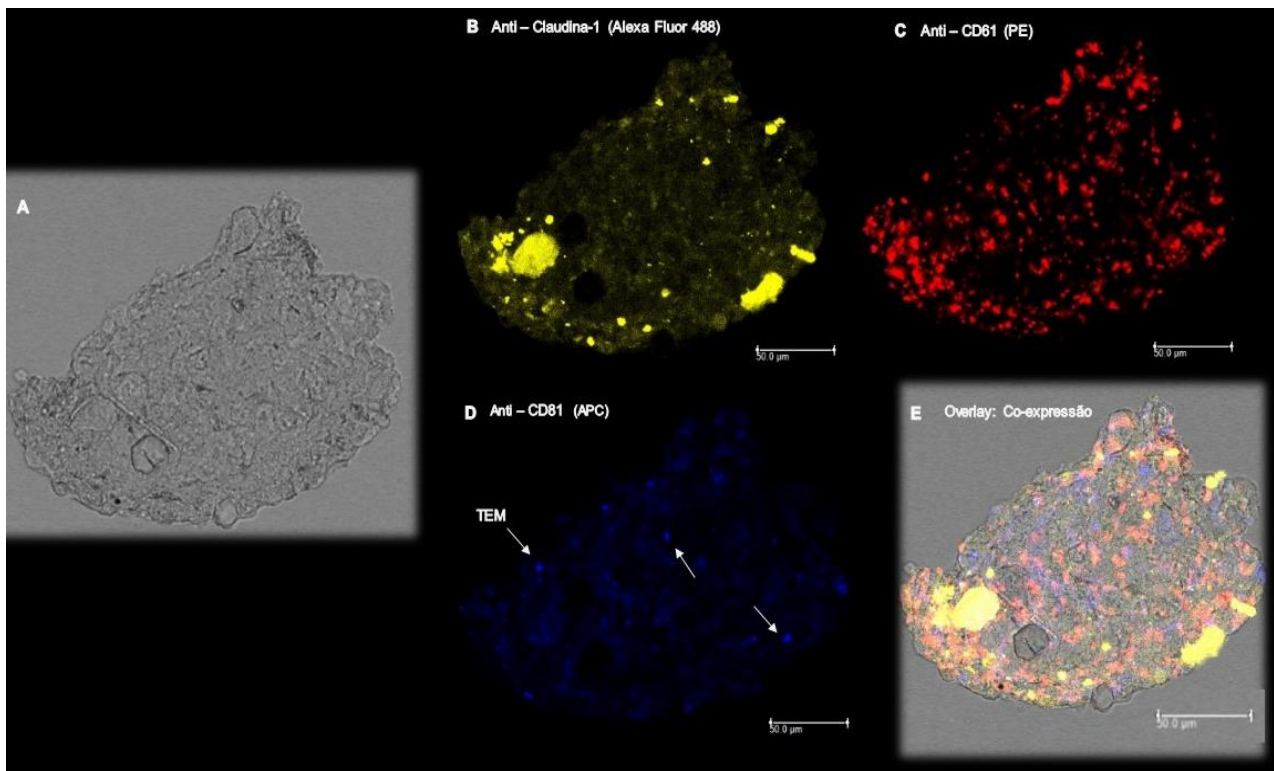 A
B Anti – Claudina-1 (Alexa Fluor 488)
50.0 µm
C Anti – CD61 (PE)
50.0 µm
D Anti – CD81 (APC)
TEM
50.0 µm
E Overlay: Co-expressão
50.0 µm